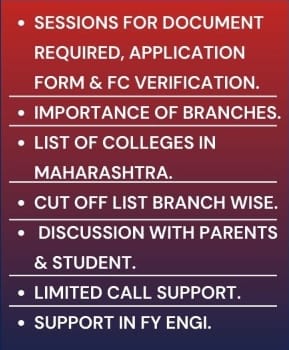 • SESSIONS FOR DOCUMENT
REQUIRED, APPLICATION
FORM & FC VERIFICATION.
• IMPORTANCE OF BRANCHES.
• LIST OF COLLEGES IN
MAHARASHTRA.
• CUT OFF LIST BRANCH WISE.
• DISCUSSION WITH PARENTS
& STUDENT.
• LIMITED CALL SUPPORT.
• SUPPORT IN FY ENGI.